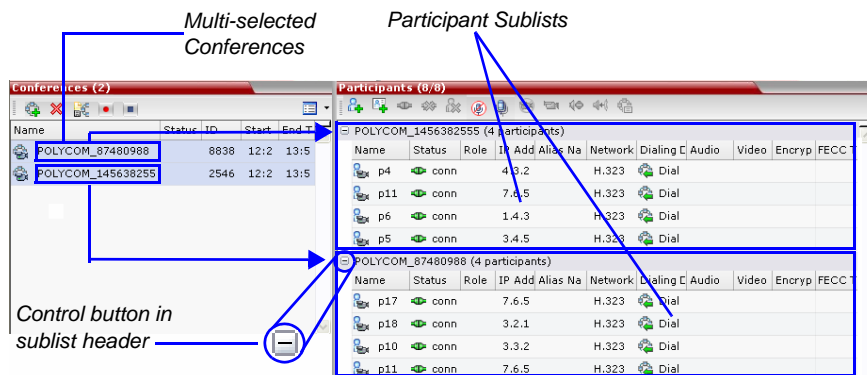 Multi-selected
Conferences
Participant Sublists
Conferences (2)
Name Status ID Start End T
POLYCOM_87480988 8838 12:2 13:5
POLYCOM_145638255 2546 12:2 13:5
Participants (8/8)
POLYCOM_1456382555 (4 participants)
Name Status Role IP Add Alias Na Network Dialing D Audio Video Encryp FECC T
p4 conn 4.3.2 H.323 Dial
p11 conn 7.6.5 H.323 Dial
p6 conn 1.4.3 H.323 Dial
p5 conn 3.4.5 H.323 Dial
POLYCOM_87480988 (4 participants)
Name Status Role IP Add Alias Na Network Dialing D Audio Video Encryp FECC T
p17 conn 7.6.5 H.323 Dial
p18 conn 3.2.1 H.323 Dial
p10 conn 3.3.2 H.323 Dial
p11 conn 7.6.5 H.323 Dial
Control button in
sublist header